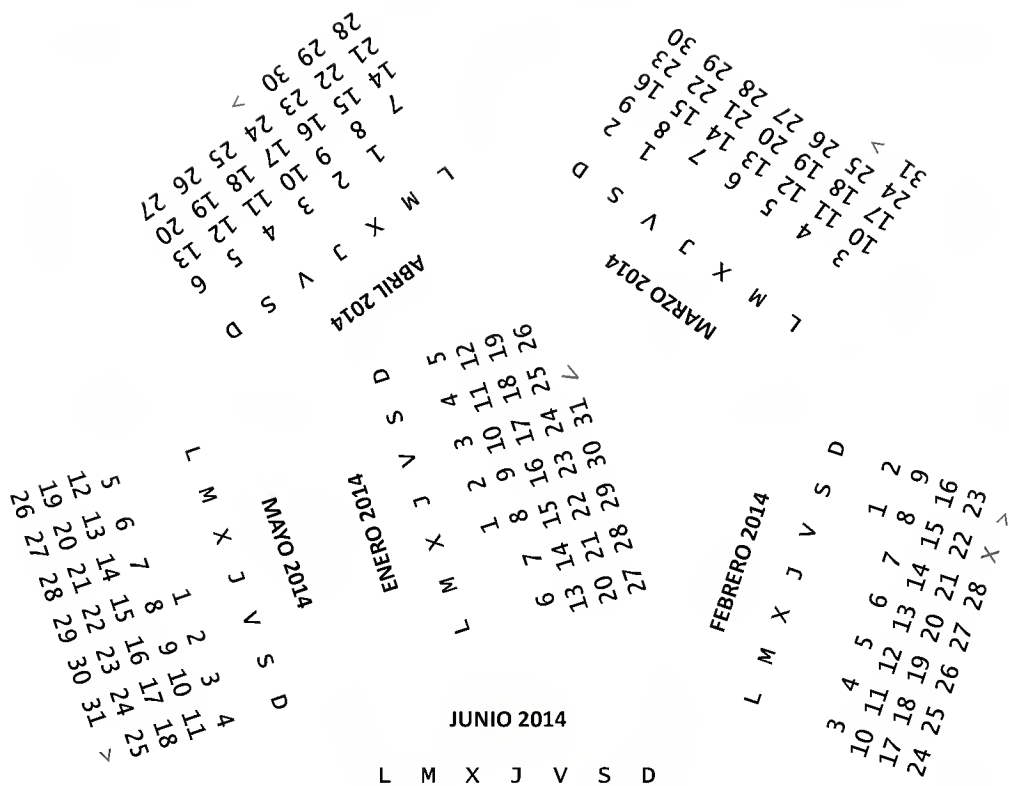 ENERO 2014
L M X J V S D
1 2 3 4 5
6 7 8 9 10 11 12
13 14 15 16 17 18 19
20 21 22 23 24 25 26
27 28 29 30 31 >
FEBRERO 2014
L M X J V S D
1 2
3 4 5 6 7 8 9
10 11 12 13 14 15 16
17 18 19 20 21 22 23
24 25 26 27 28 X >
MARZO 2014
L M X J V S D
1 2
3 4 5 6 7 8 9
10 11 12 13 14 15 16
17 18 19 20 21 22 23
24 25 26 27 28 29 30
31 >
ABRIL 2014
L M X J V S D
1 2 3 4 5 6
7 8 9 10 11 12 13
14 15 16 17 18 19 20
21 22 23 24 25 26 27
28 29 30 >
MAYO 2014
L M X J V S D
1 2 3 4
5 6 7 8 9 10 11
12 13 14 15 16 17 18
19 20 21 22 23 24 25
26 27 28 29 30 31 >
JUNIO 2014
L M X J V S D